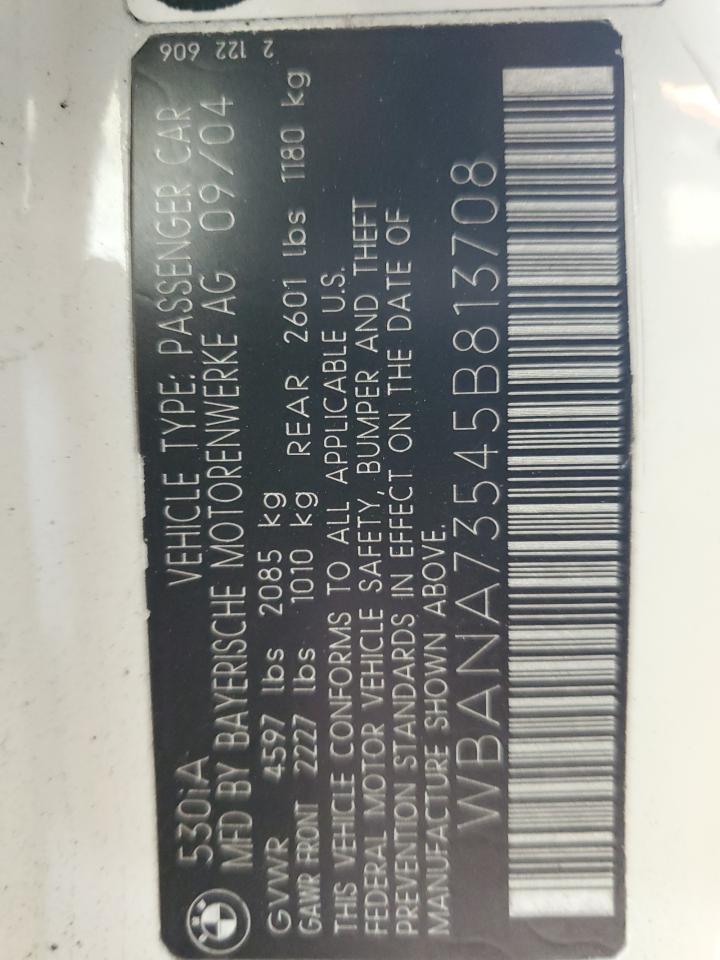 2 122 606
530iA VEHICLE TYPE: PASSENGER CAR
MFD BY BAYERISCHE MOTORENWERKE AG 09/04
GVWR 4597 lbs 2085 kg
GAWR FRONT 2227 lbs 1010 kg REAR 2601 lbs 1180 kg
THIS VEHICLE CONFORMS TO ALL APPLICABLE U.S.
FEDERAL MOTOR VEHICLE SAFETY, BUMPER AND THEFT
PREVENTION STANDARDS IN EFFECT ON THE DATE OF
MANUFACTURE SHOWN ABOVE.
WBANA73545B813708